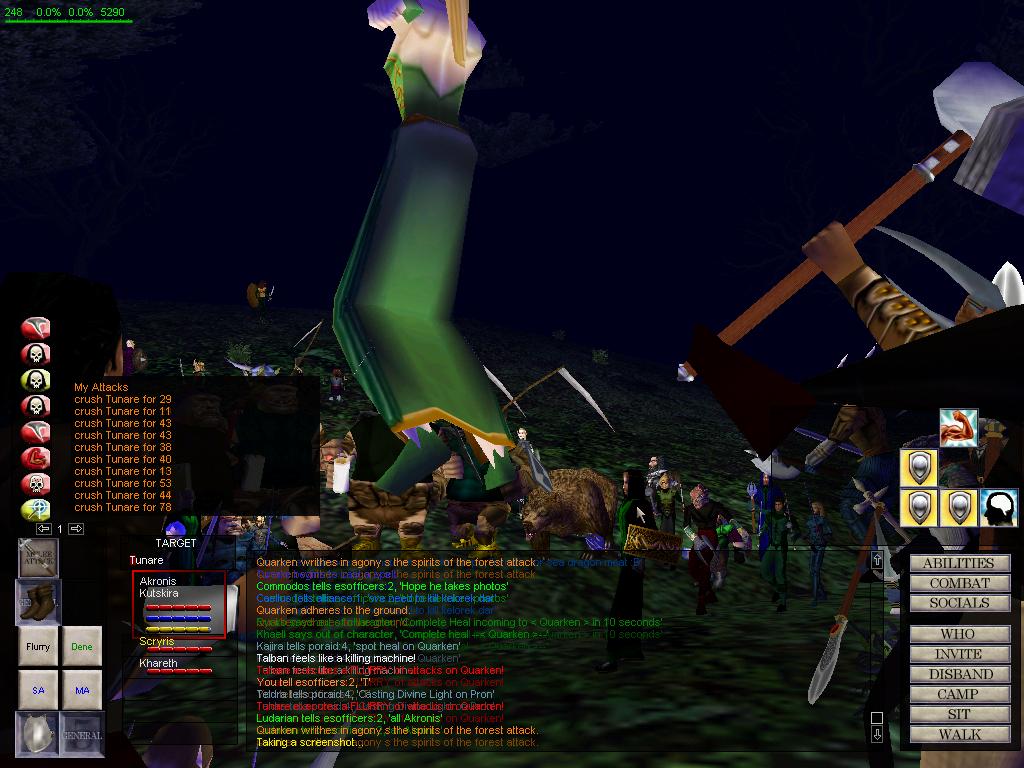 248 0.0% 0.0% 5290
My Attacks
crush Tunare for 29
crush Tunare for 11
crush Tunare for 43
crush Tunare for 43
crush Tunare for 38
crush Tunare for 40
crush Tunare for 13
crush Tunare for 53
crush Tunare for 44
crush Tunare for 78
1
TARGET
Tunare
Akronis
Kutskira
Scryris
Khareth
MELEE ATTACK
Flurry
Dene
SA
MA
GENERAL
Quarken writhes in agony s the spirits of the forest attack.
Commodos tells esofficers:2, 'Hope he takes photos'
Quarken adheres to the ground.
Khaell says out of character, 'Complete heal --< Quarken >--'
Kajira tells poraid:4, 'spot heal on Quarken'
Talban feels like a killing machine!
You tell esofficers:2, 'T'
Teldra tells poraid:4, 'Casting Divine Light on Pron'
Ludarian tells esofficers:2, 'all Akronis'
Quarken writhes in agony s the spirits of the forest attack.
Taking a screenshot.
ABILITIES
COMBAT
SOCIALS
WHO
INVITE
DISBAND
CAMP
SIT
WALK